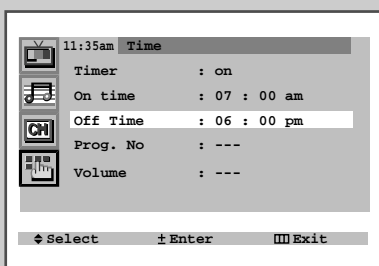 11:35am Time
Timer : on
On time : 07 : 00 am
Off Time : 06 : 00 pm
CH
Prog. No : ---
Volume : ---
Select ± Enter Exit